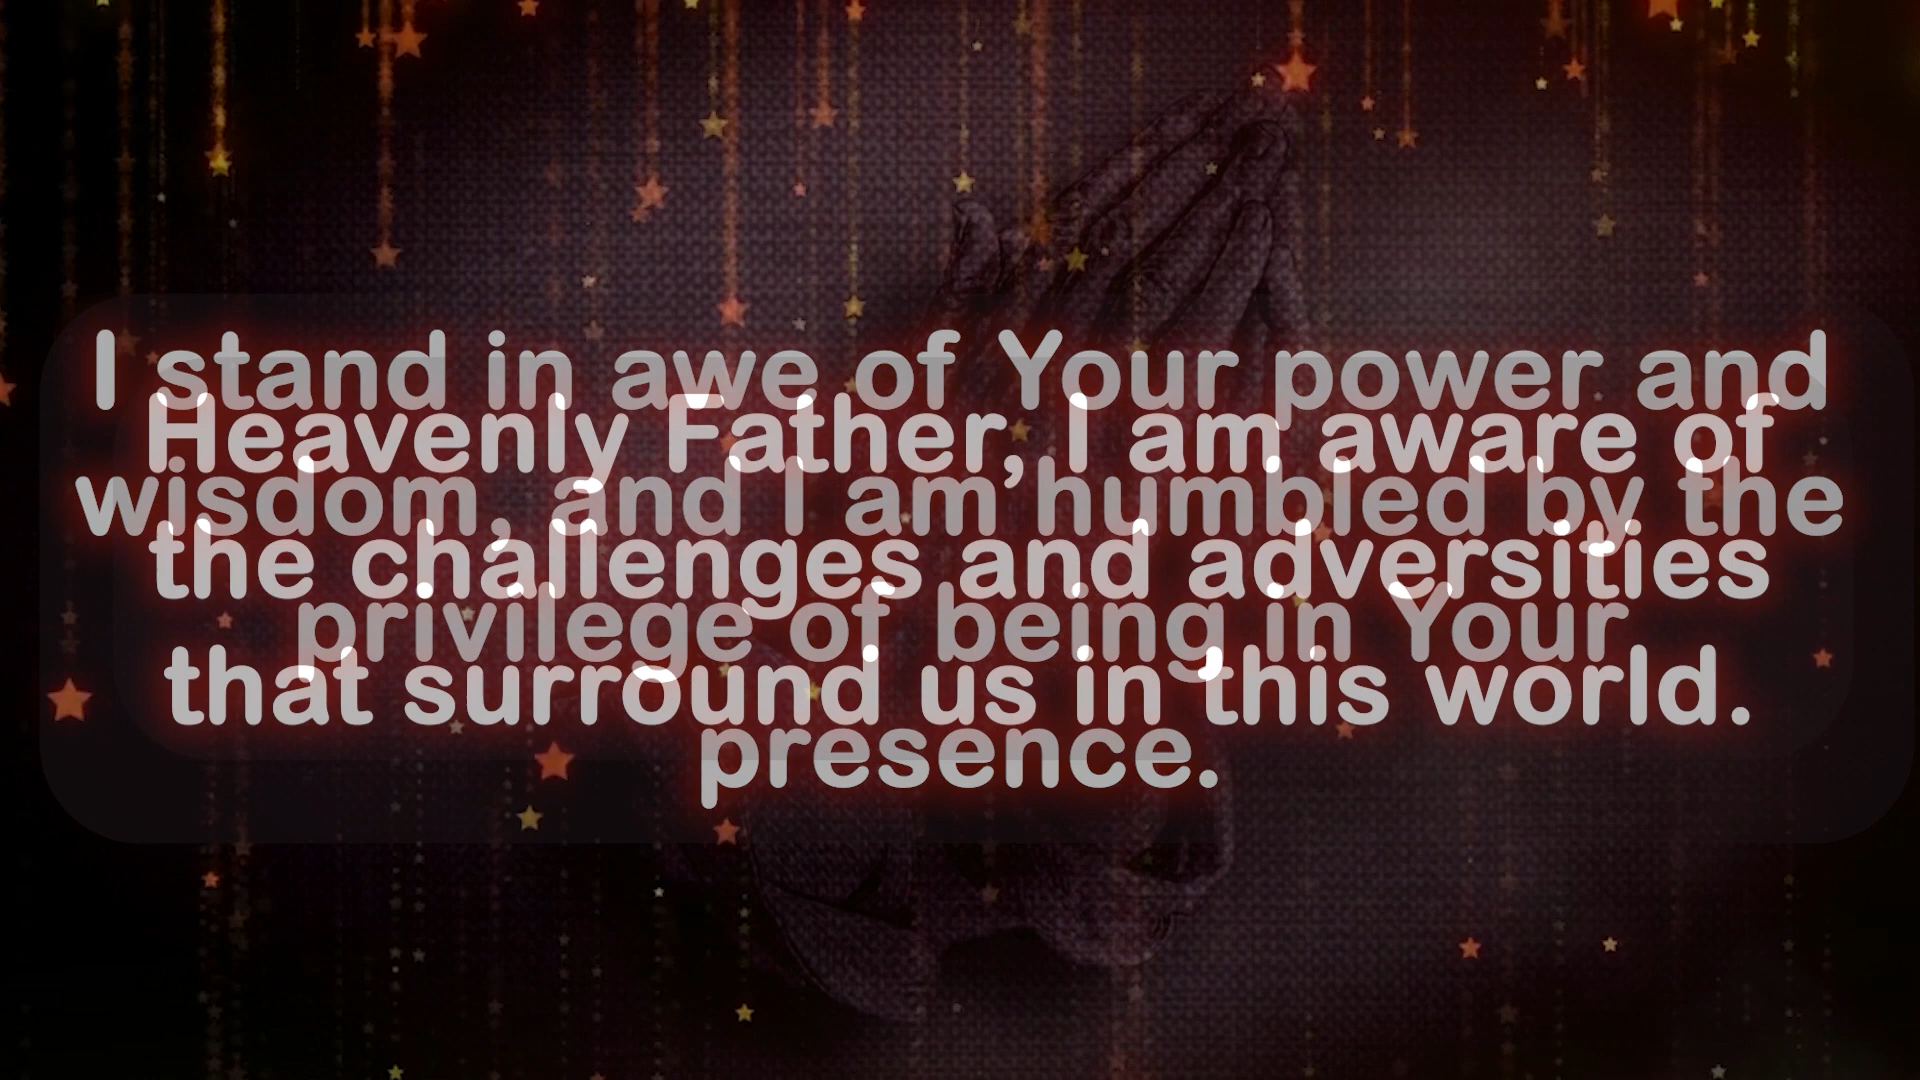 I stand in awe of Your power and
wisdom, and I am humbled by the
privilege of being in Your
presence.
Heavenly Father, I am aware of
the challenges and adversities
that surround us in this world.